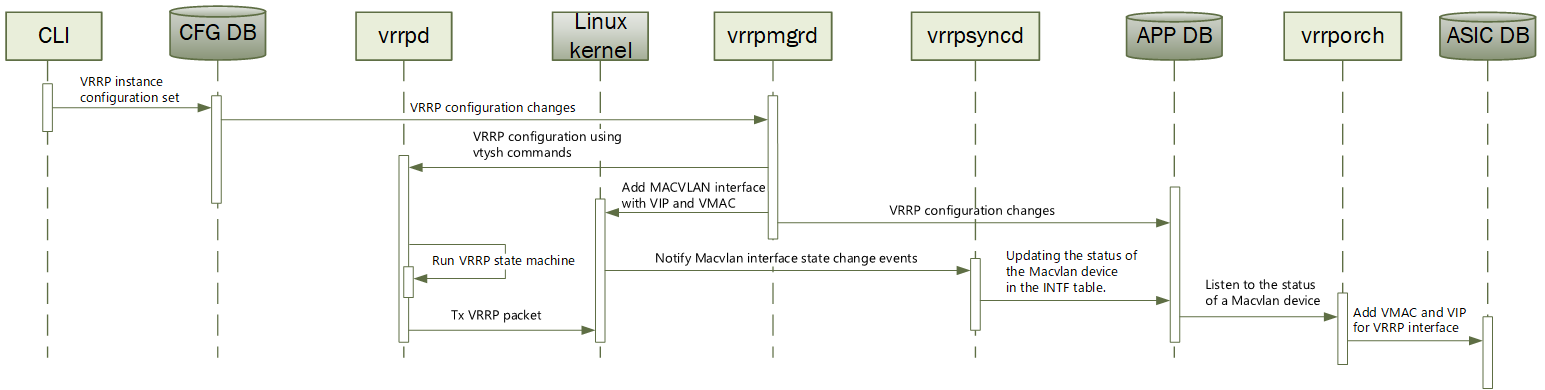 CLI
CFG DB
vrrpd
Linux
kernel
vrrpmgrd
vrrpsyncd
APP DB
vrrporch
ASIC DB
VRRP instance
configuration set
VRRP configuration changes
VRRP configuration using
vtysh commands
Add MACVLAN interface
with VIP and VMAC
VRRP configuration changes
Run VRRP state machine
Notify Macvlan interface state change events
Updating the status of
the Macvlan device
in the INTF table.
Listen to the status
of a Macvlan device
Tx VRRP packet
Add VMAC and VIP
for VRRP interface